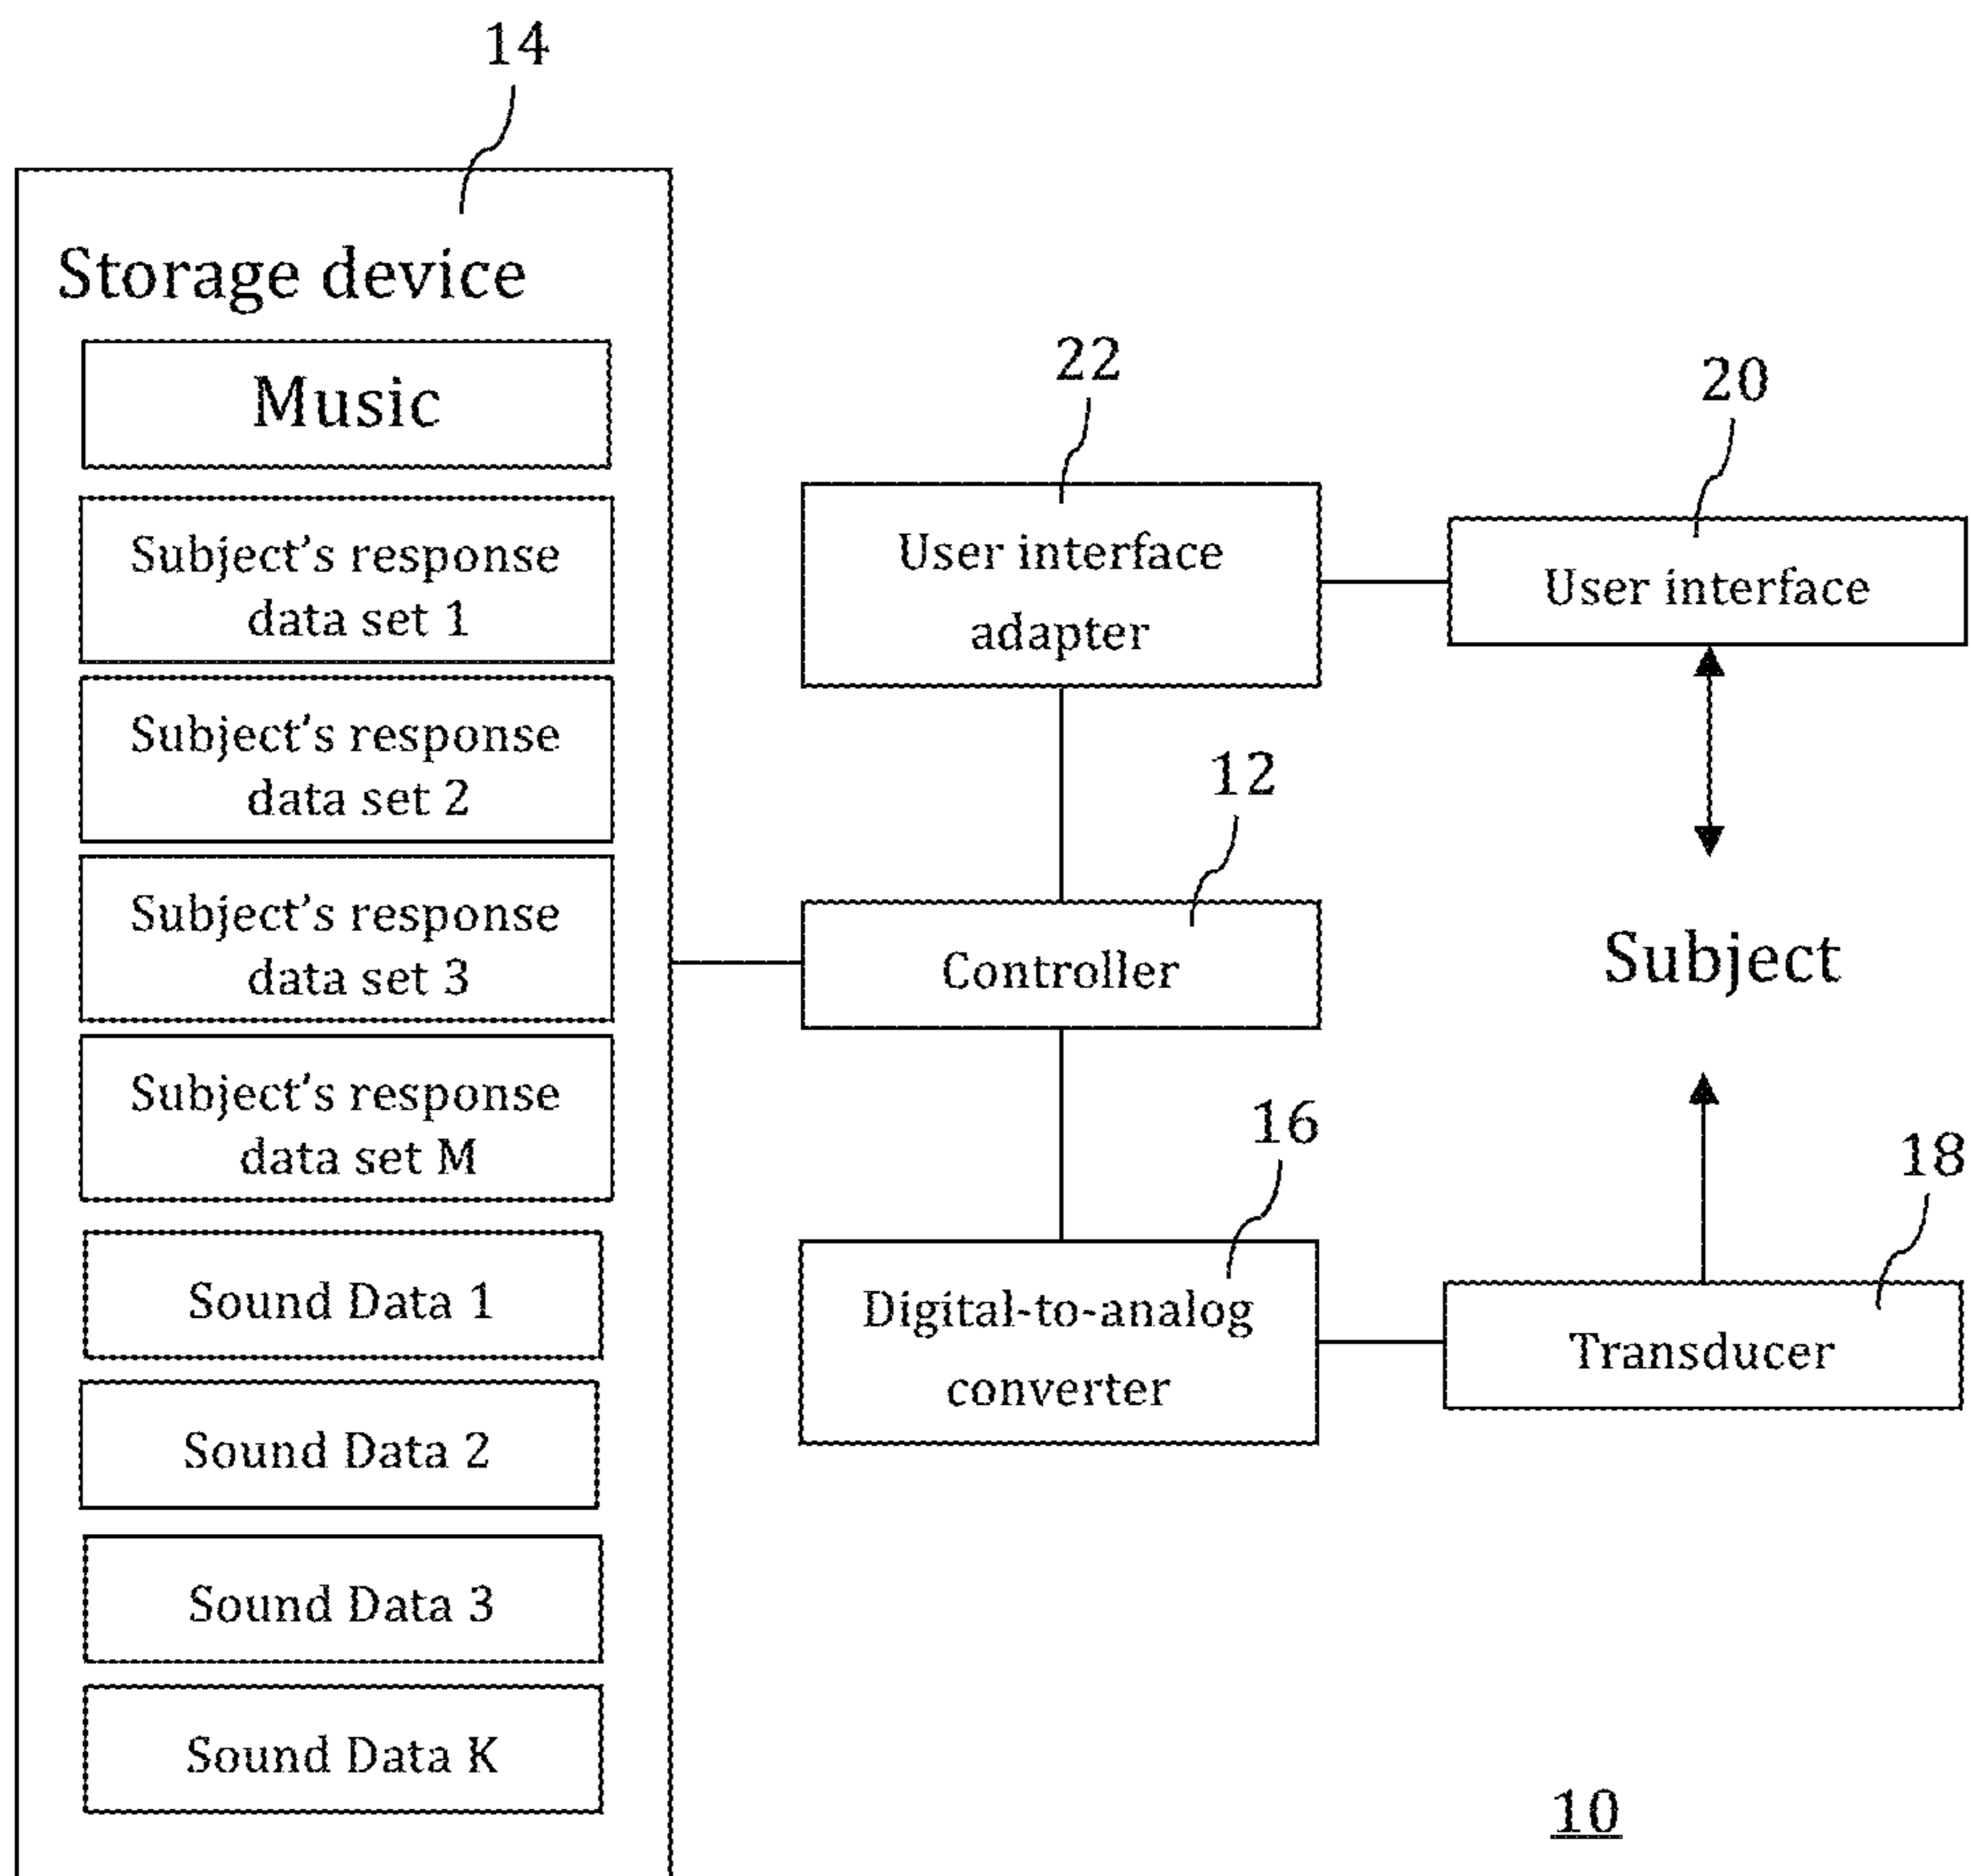 14
Storage device
Music
Subject's response
data set 1
Subject's response
data set 2
Subject's response
data set 3
Subject's response
data set M
Sound Data 1
Sound Data 2
Sound Data 3
Sound Data K
22
User interface
adapter
20
User interface
12
Controller
Subject
16
Digital-to-analog
converter
18
Transducer
10